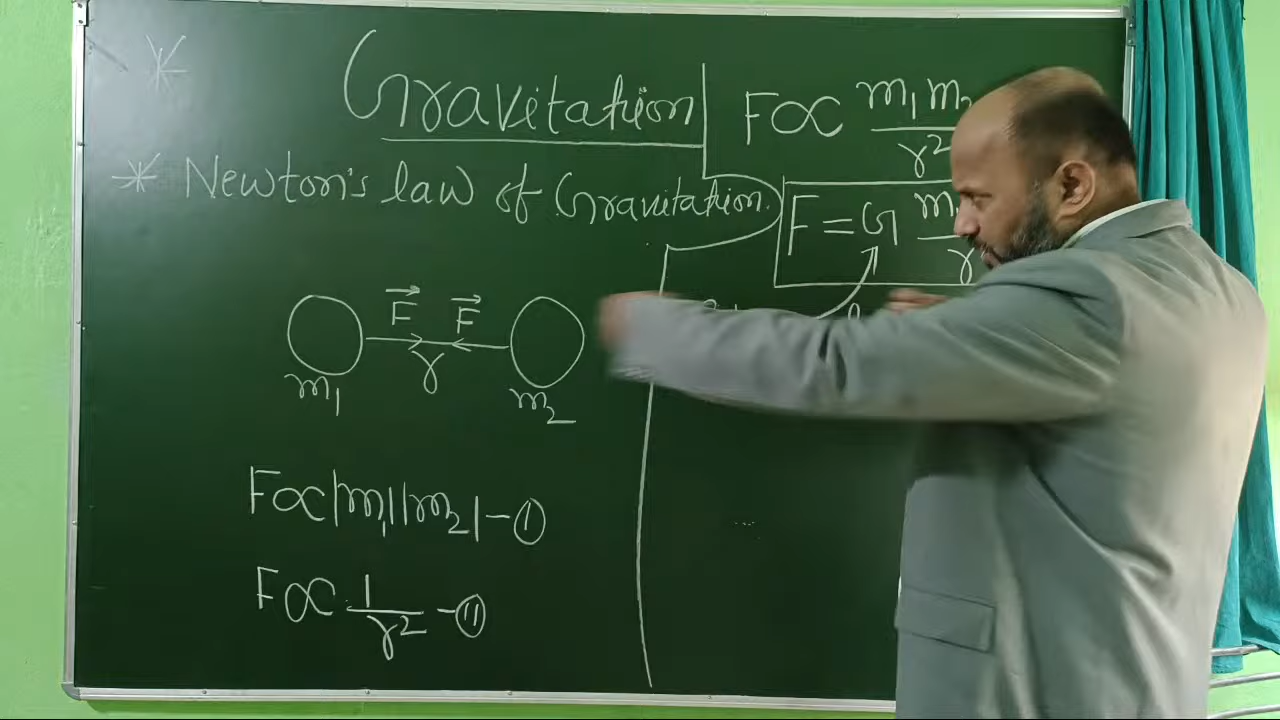 Gravitation
* Newton's law of Gravitation.
F F
r
m₁ m₂
F∝|m₁||m₂| - ①
F∝ 1/r² - ⑪
F∝ m₁m₂/r²
F = G m/r